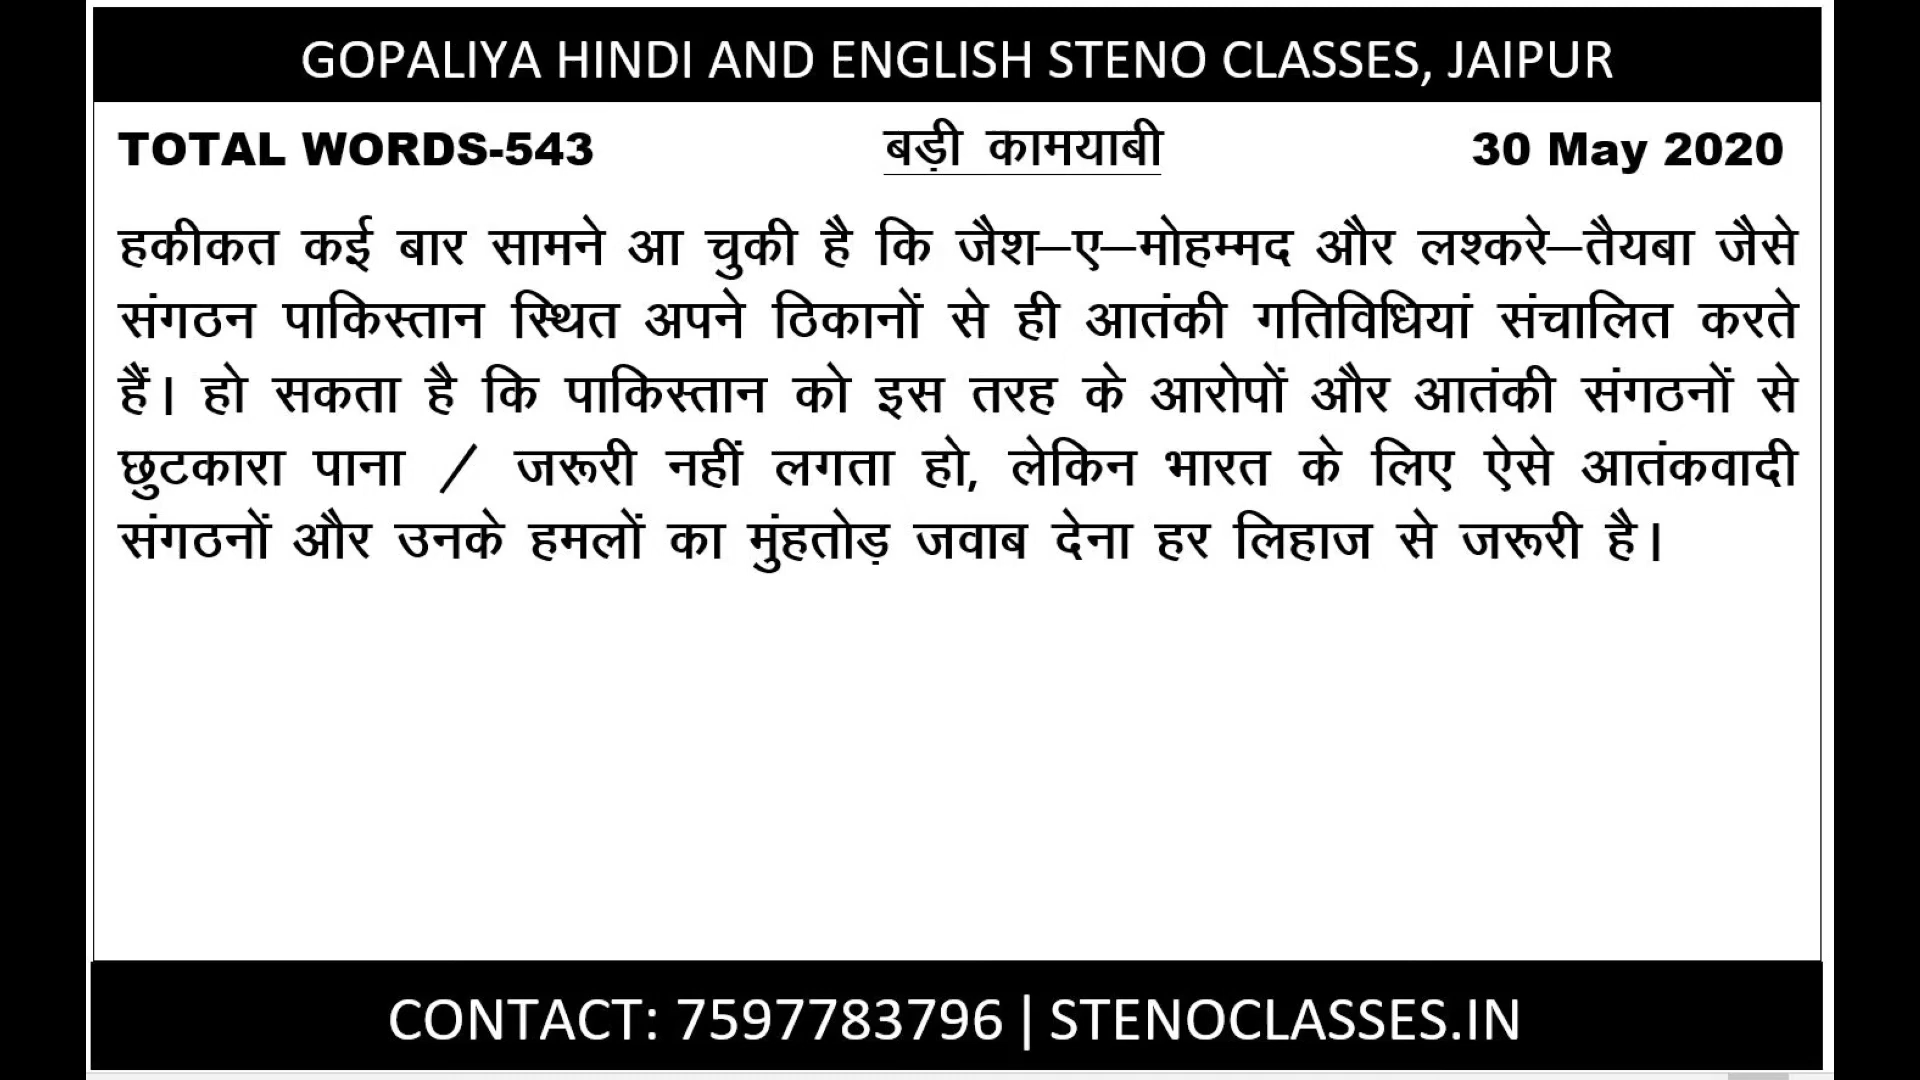 GOPALIYA HINDI AND ENGLISH STENO CLASSES, JAIPUR
TOTAL WORDS-543 बड़ी कामयाबी 30 May 2020
हकीकत कई बार सामने आ चुकी है कि जैश–ए–मोहम्मद और लश्करे–तैयबा जैसे
संगठन पाकिस्तान स्थित अपने ठिकानों से ही आतंकी गतिविधियां संचालित करते
हैं। हो सकता है कि पाकिस्तान को इस तरह के आरोपों और आतंकी संगठनों से
छुटकारा पाना / जरूरी नहीं लगता हो, लेकिन भारत के लिए ऐसे आतंकवादी
संगठनों और उनके हमलों का मुंहतोड़ जवाब देना हर लिहाज से जरूरी है।
CONTACT: 7597783796 | STENOCLASSES.IN